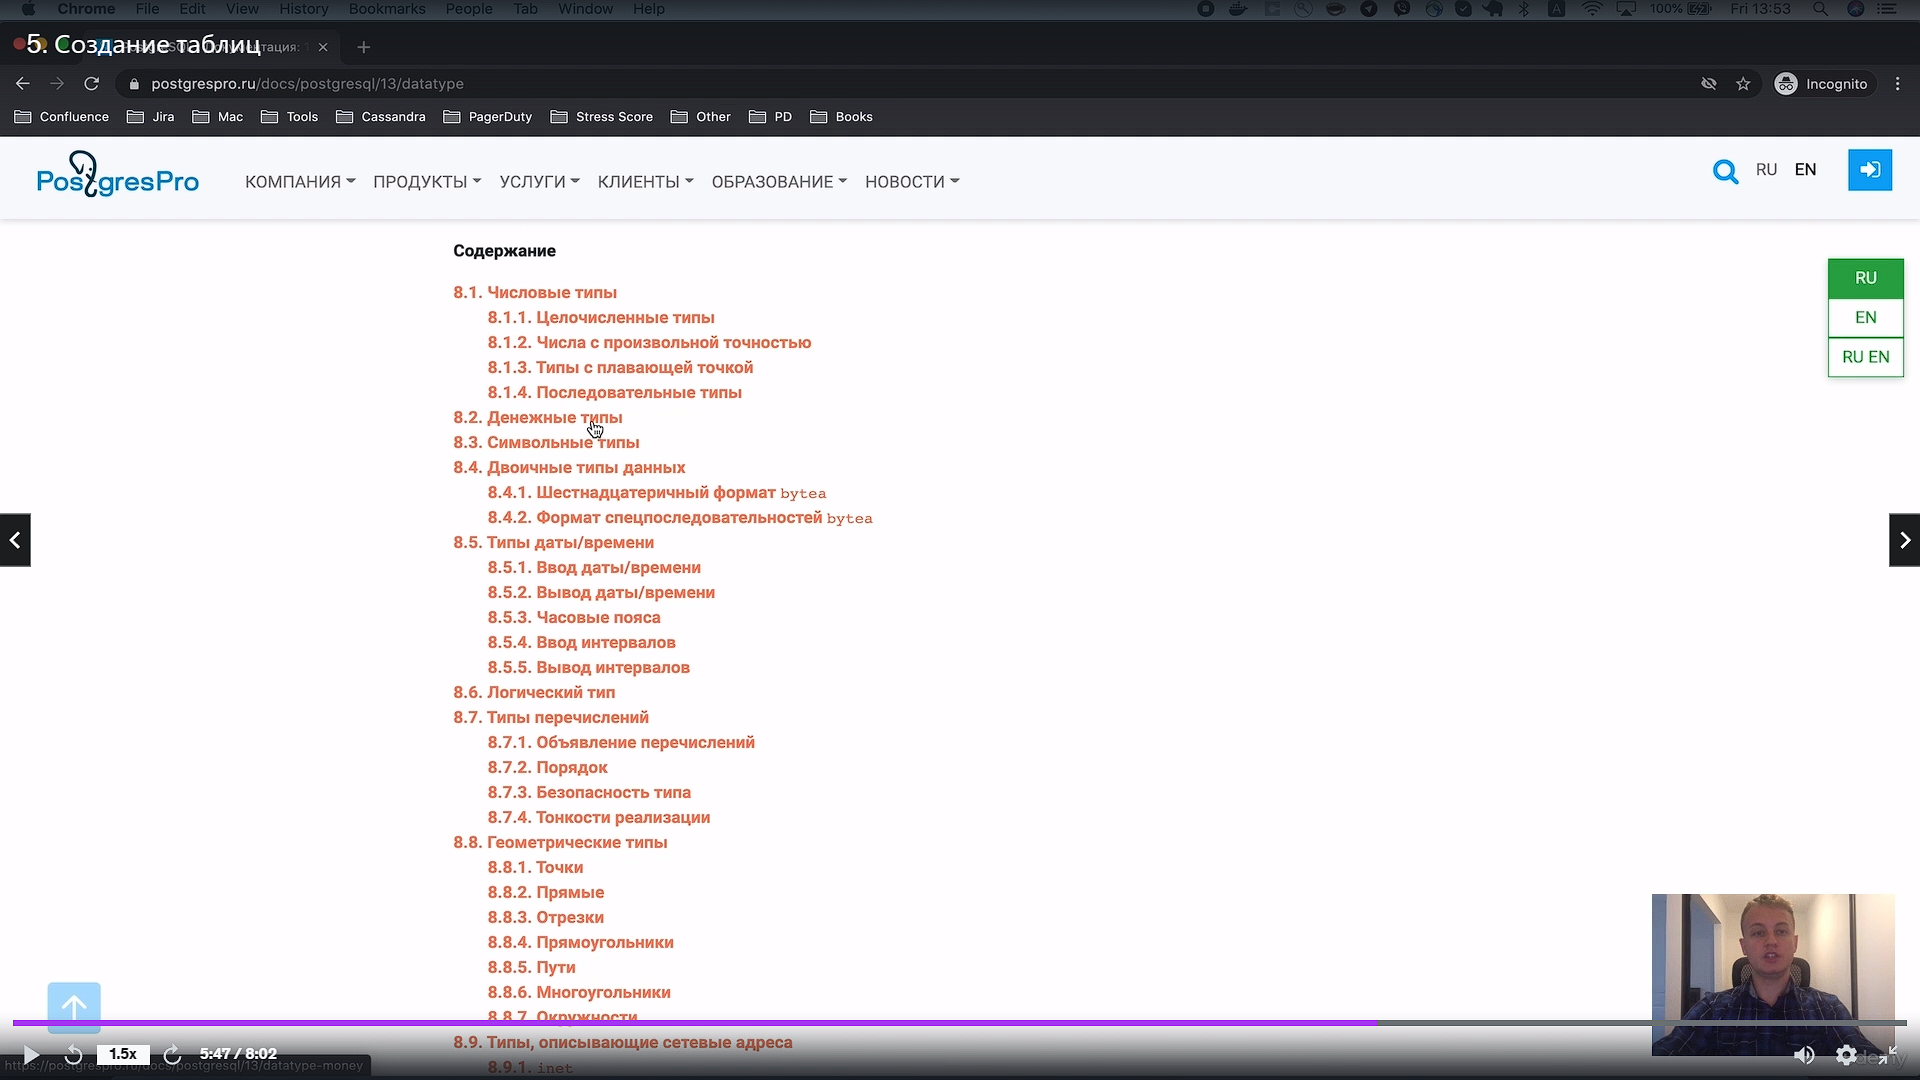 Chrome File Edit View History Bookmarks People Tab Window Help 100% Fri 13:53
5. Создание таблиц
postgrespro.ru/docs/postgresql/13/datatype Incognito
Confluence Jira Mac Tools Cassandra PagerDuty Stress Score Other PD Books
PostgresPro КОМПАНИЯ ПРОДУКТЫ УСЛУГИ КЛИЕНТЫ ОБРАЗОВАНИЕ НОВОСТИ RU EN
Содержание
RU
EN
RU EN
8.1. Числовые типы
8.1.1. Целочисленные типы
8.1.2. Числа с произвольной точностью
8.1.3. Типы с плавающей точкой
8.1.4. Последовательные типы
8.2. Денежные типы
8.3. Символьные типы
8.4. Двоичные типы данных
8.4.1. Шестнадцатеричный формат bytea
8.4.2. Формат спецпоследовательностей bytea
8.5. Типы даты/времени
8.5.1. Ввод даты/времени
8.5.2. Вывод даты/времени
8.5.3. Часовые пояса
8.5.4. Ввод интервалов
8.5.5. Вывод интервалов
8.6. Логический тип
8.7. Типы перечислений
8.7.1. Объявление перечислений
8.7.2. Порядок
8.7.3. Безопасность типа
8.7.4. Тонкости реализации
8.8. Геометрические типы
8.8.1. Точки
8.8.2. Прямые
8.8.3. Отрезки
8.8.4. Прямоугольники
8.8.5. Пути
8.8.6. Многоугольники
8.8.7. Окружности
8.9. Типы, описывающие сетевые адреса
8.9.1. inet
1.5x 5:47 / 8:02
https://postgrespro.ru/docs/postgresql/13/datatype-money